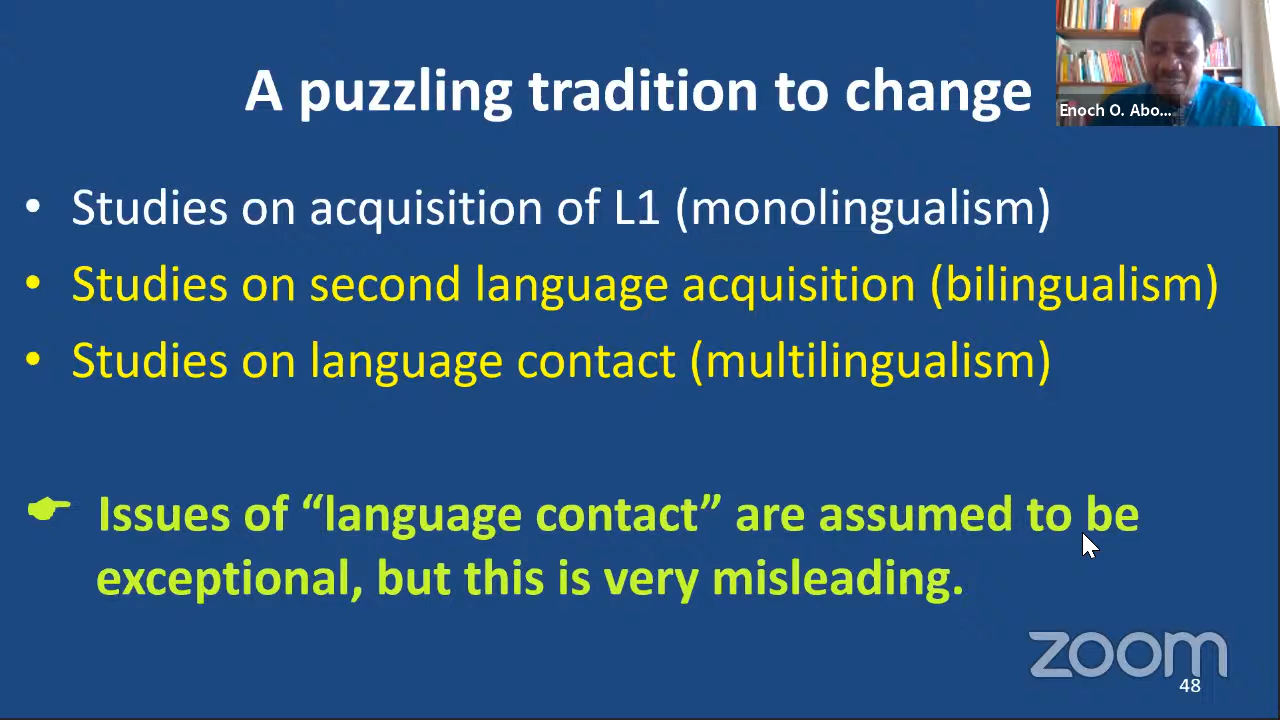 A puzzling tradition to change
Enoch O. Abo...
• Studies on acquisition of L1 (monolingualism)
• Studies on second language acquisition (bilingualism)
• Studies on language contact (multilingualism)
☛ Issues of “language contact” are assumed to be
exceptional, but this is very misleading.
zoom
48